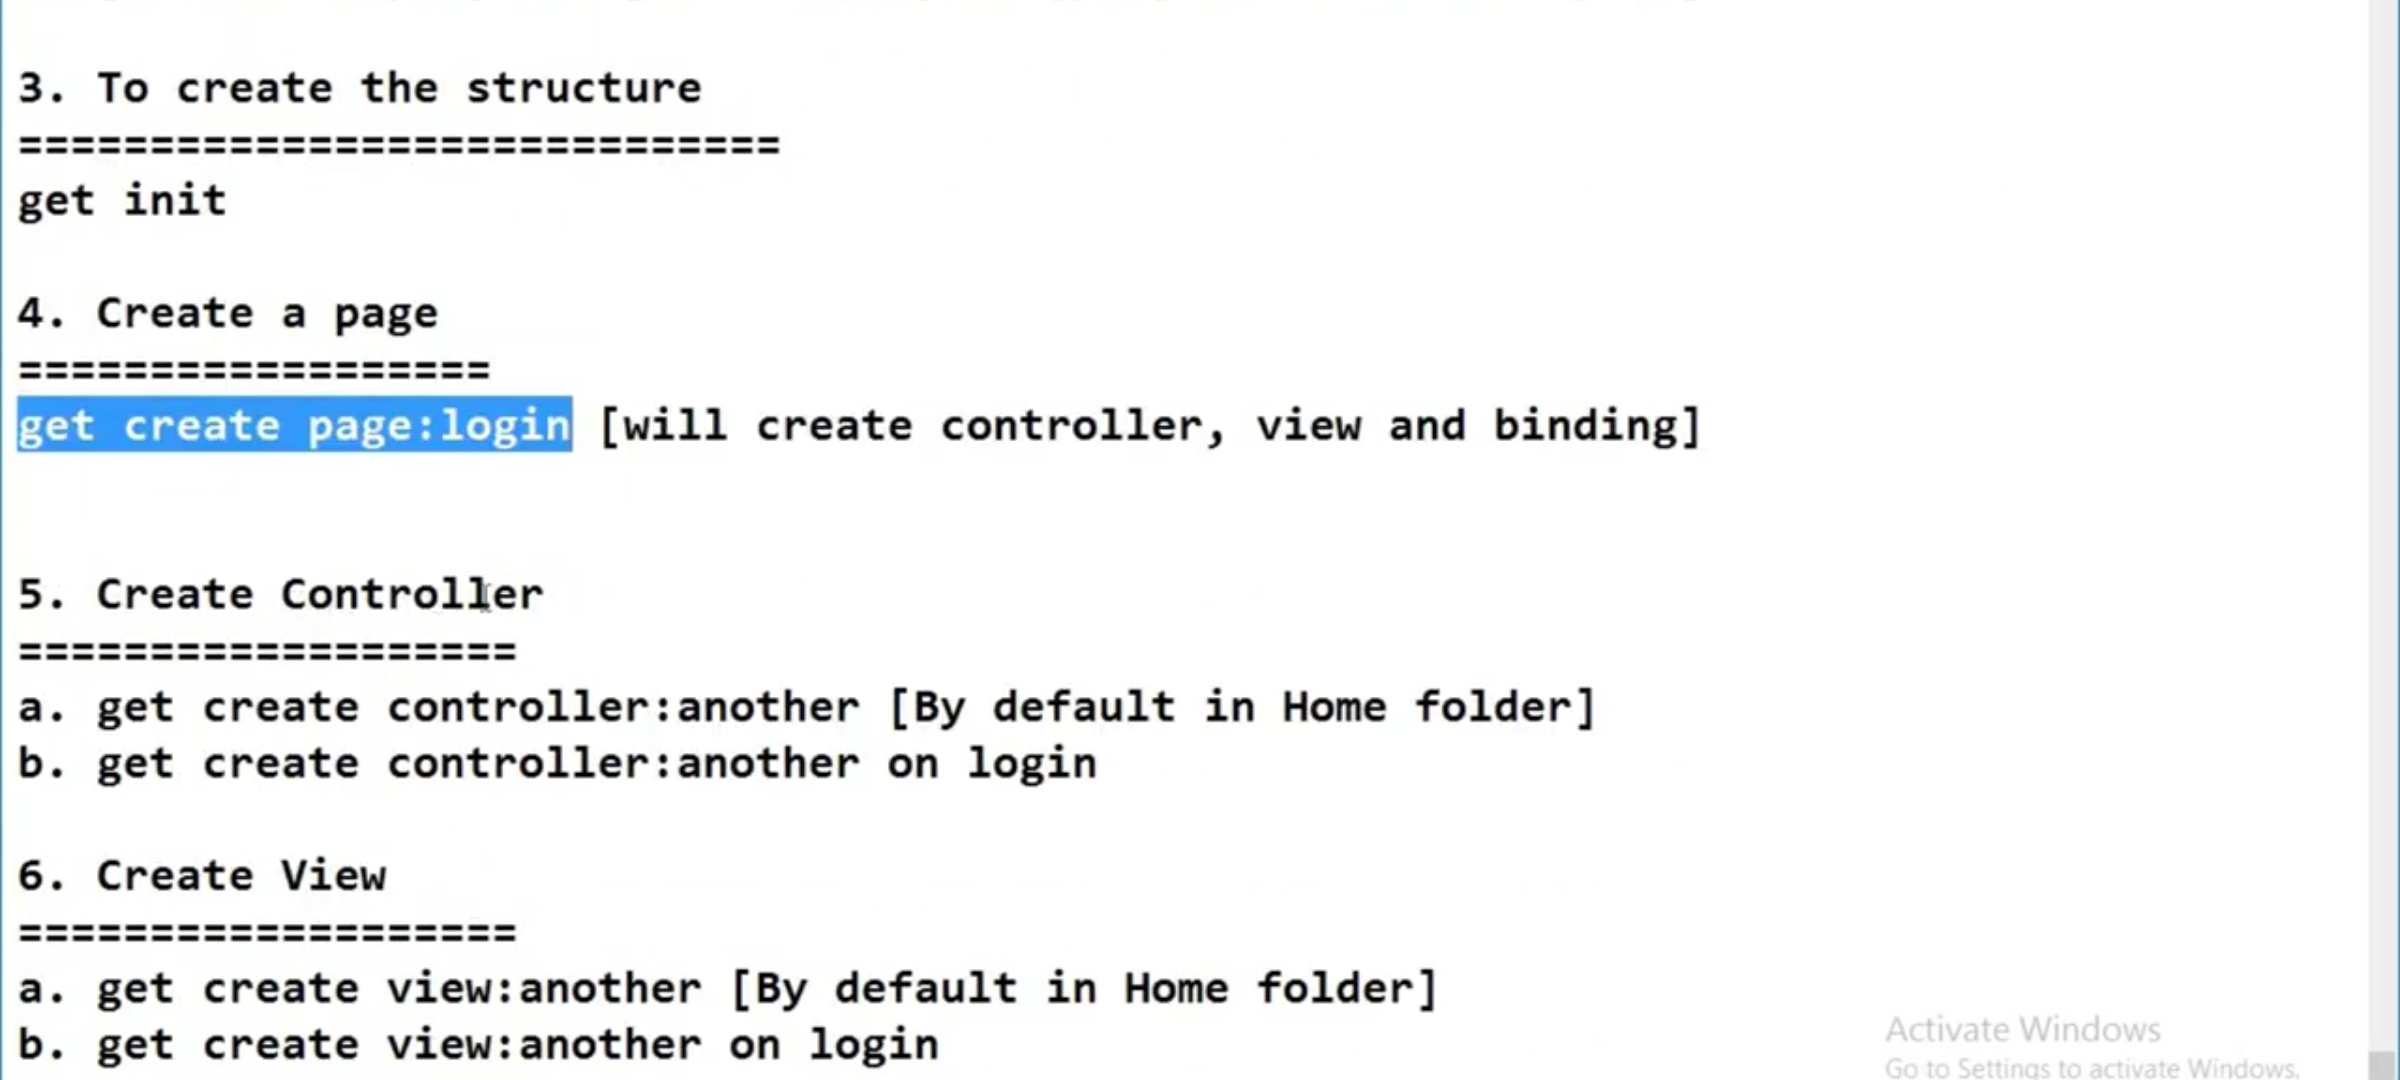 3. To create the structure
=============================
get init
4. Create a page
==================
get create page:login [will create controller, view and binding]
5. Create Controller
===================
a. get create controller:another [By default in Home folder]
b. get create controller:another on login
6. Create View
===================
a. get create view:another [By default in Home folder]
b. get create view:another on login
Activate Windows
Go to Settings to activate Windows.